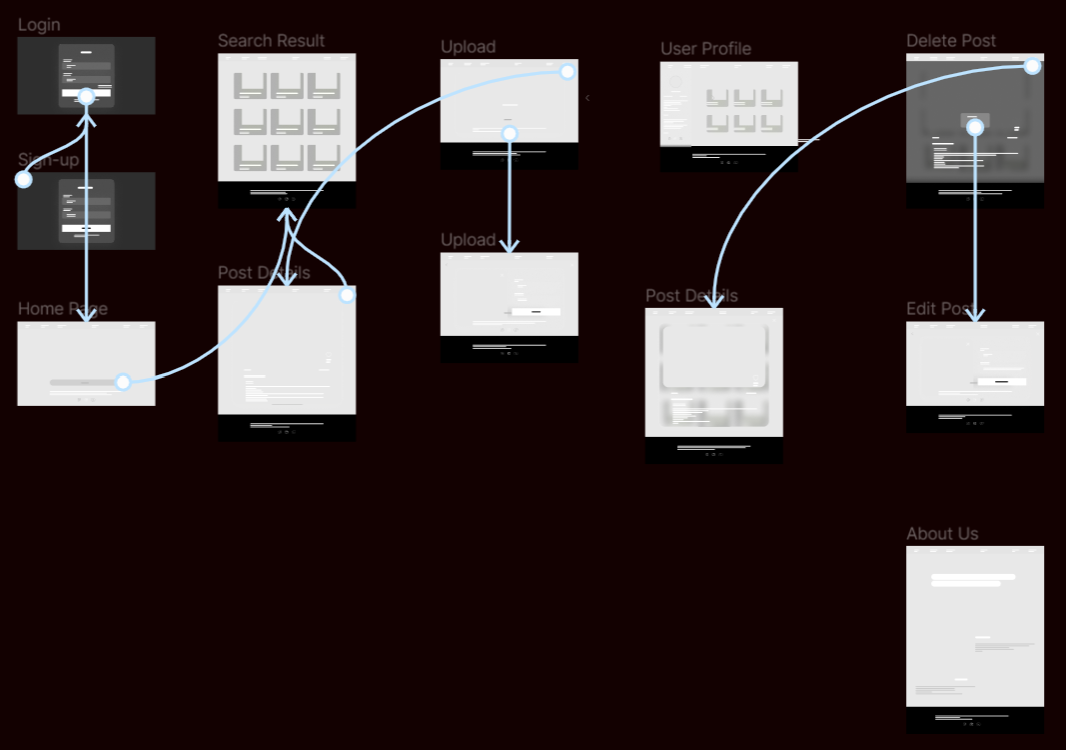 Login
Search Result
Upload
User Profile
Delete Post
Sign-up
Upload
Post Details
Post Details
Home Page
Edit Post
About Us